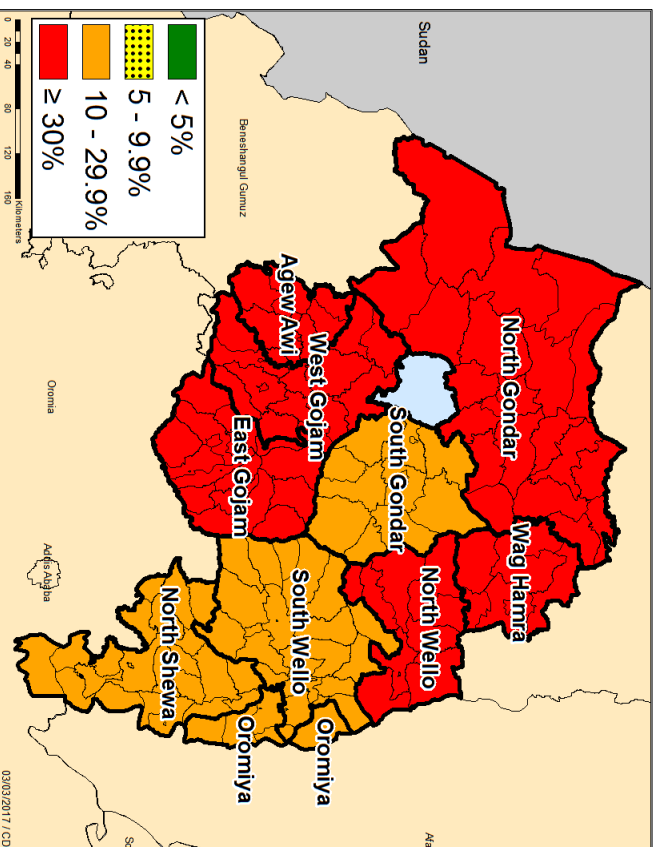 Sudan
Beneshangul Gumuz
North Gondar
Wag Hamra
South Gondar
North Wello
West Gojam
Agew Awi
East Gojam
South Wello
Oromiya
Oromiya
North Shewa
Oromia
Addis Ababa
Afa
So
< 5%
5 - 9.9%
10 - 29.9%
≥ 30%
0 20 40 80 120 160
Kilometers
03/03/2017 / CD